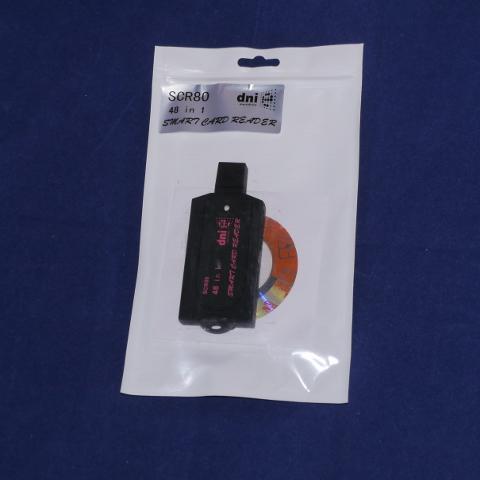 SCR80
dni
48 in 1
SMART CARD READER
dni
SCR80
48 in 1
SMART CARD READER